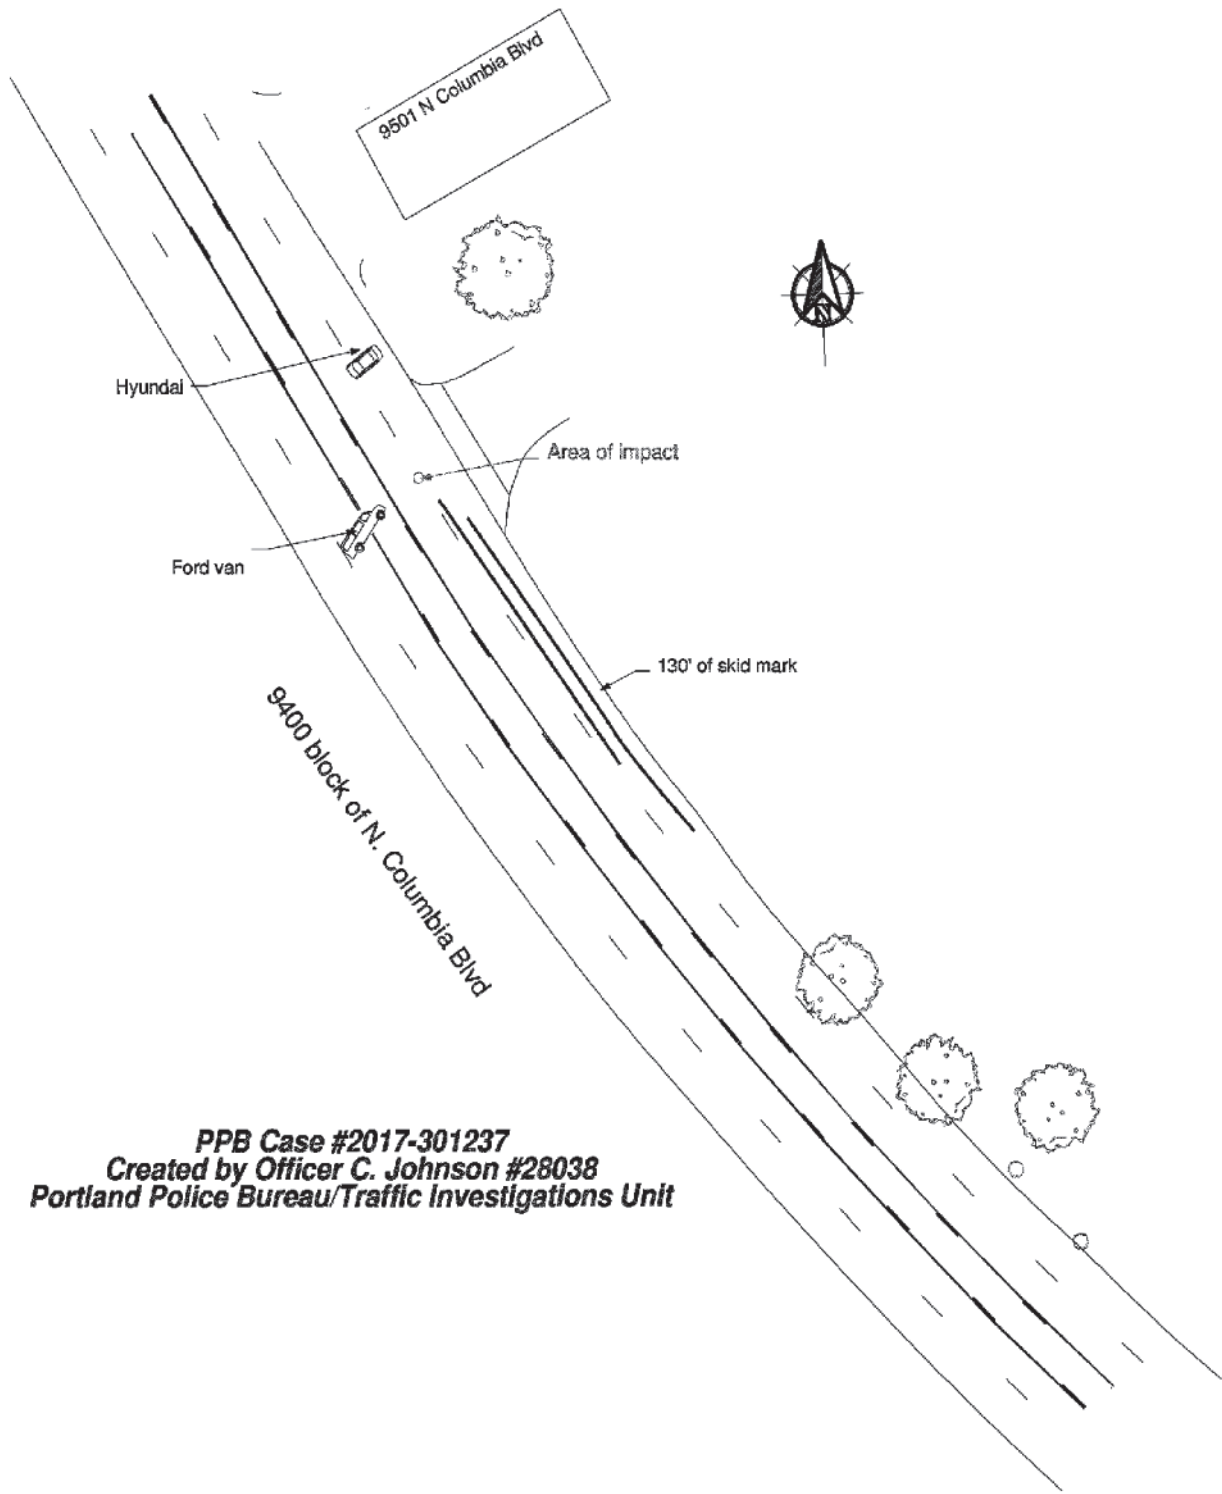 9501 N Columbia Blvd
N
Hyundai
Area of impact
Ford van
130' of skid mark
9400 block of N. Columbia Blvd
PPB Case #2017-301237
Created by Officer C. Johnson #28038
Portland Police Bureau/Traffic Investigations Unit